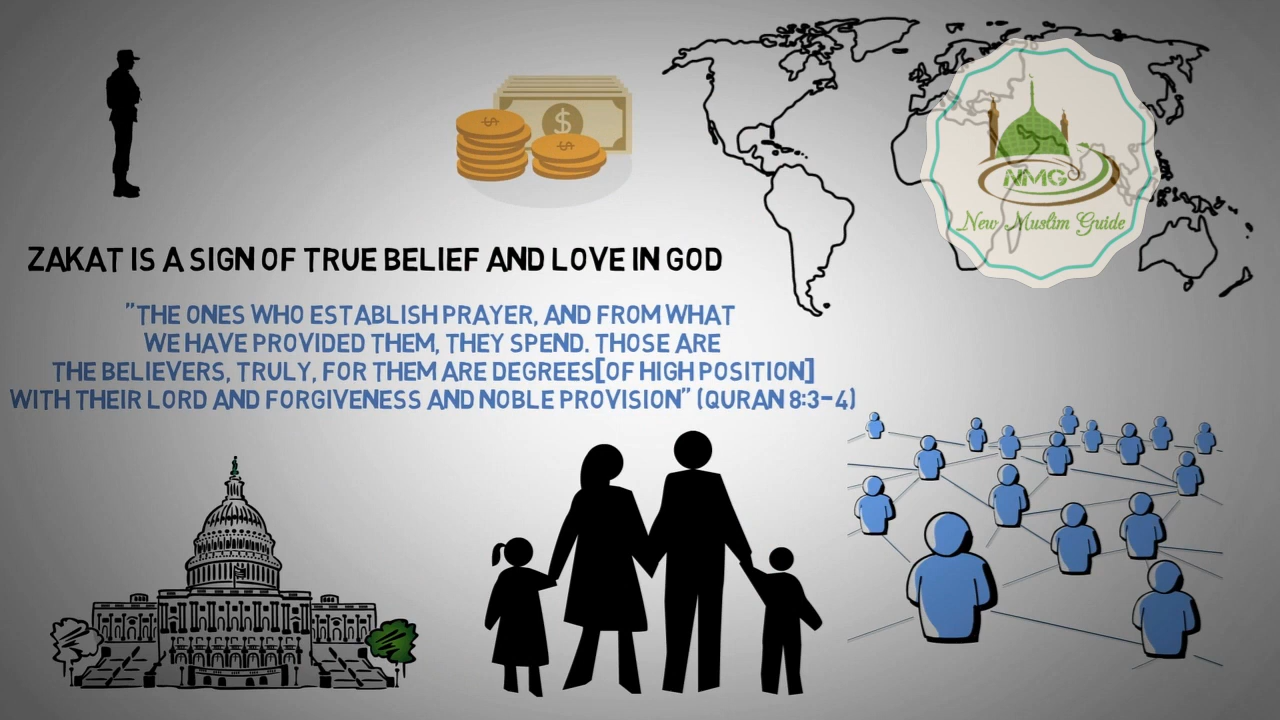 NMG
New Muslim Guide
ZAKAT IS A SIGN OF TRUE BELIEF AND LOVE IN GOD
"THE ONES WHO ESTABLISH PRAYER, AND FROM WHAT
WE HAVE PROVIDED THEM, THEY SPEND. THOSE ARE
THE BELIEVERS, TRULY, FOR THEM ARE DEGREES[OF HIGH POSITION]
WITH THEIR LORD AND FORGIVENESS AND NOBLE PROVISION" (QURAN 8:3-4)